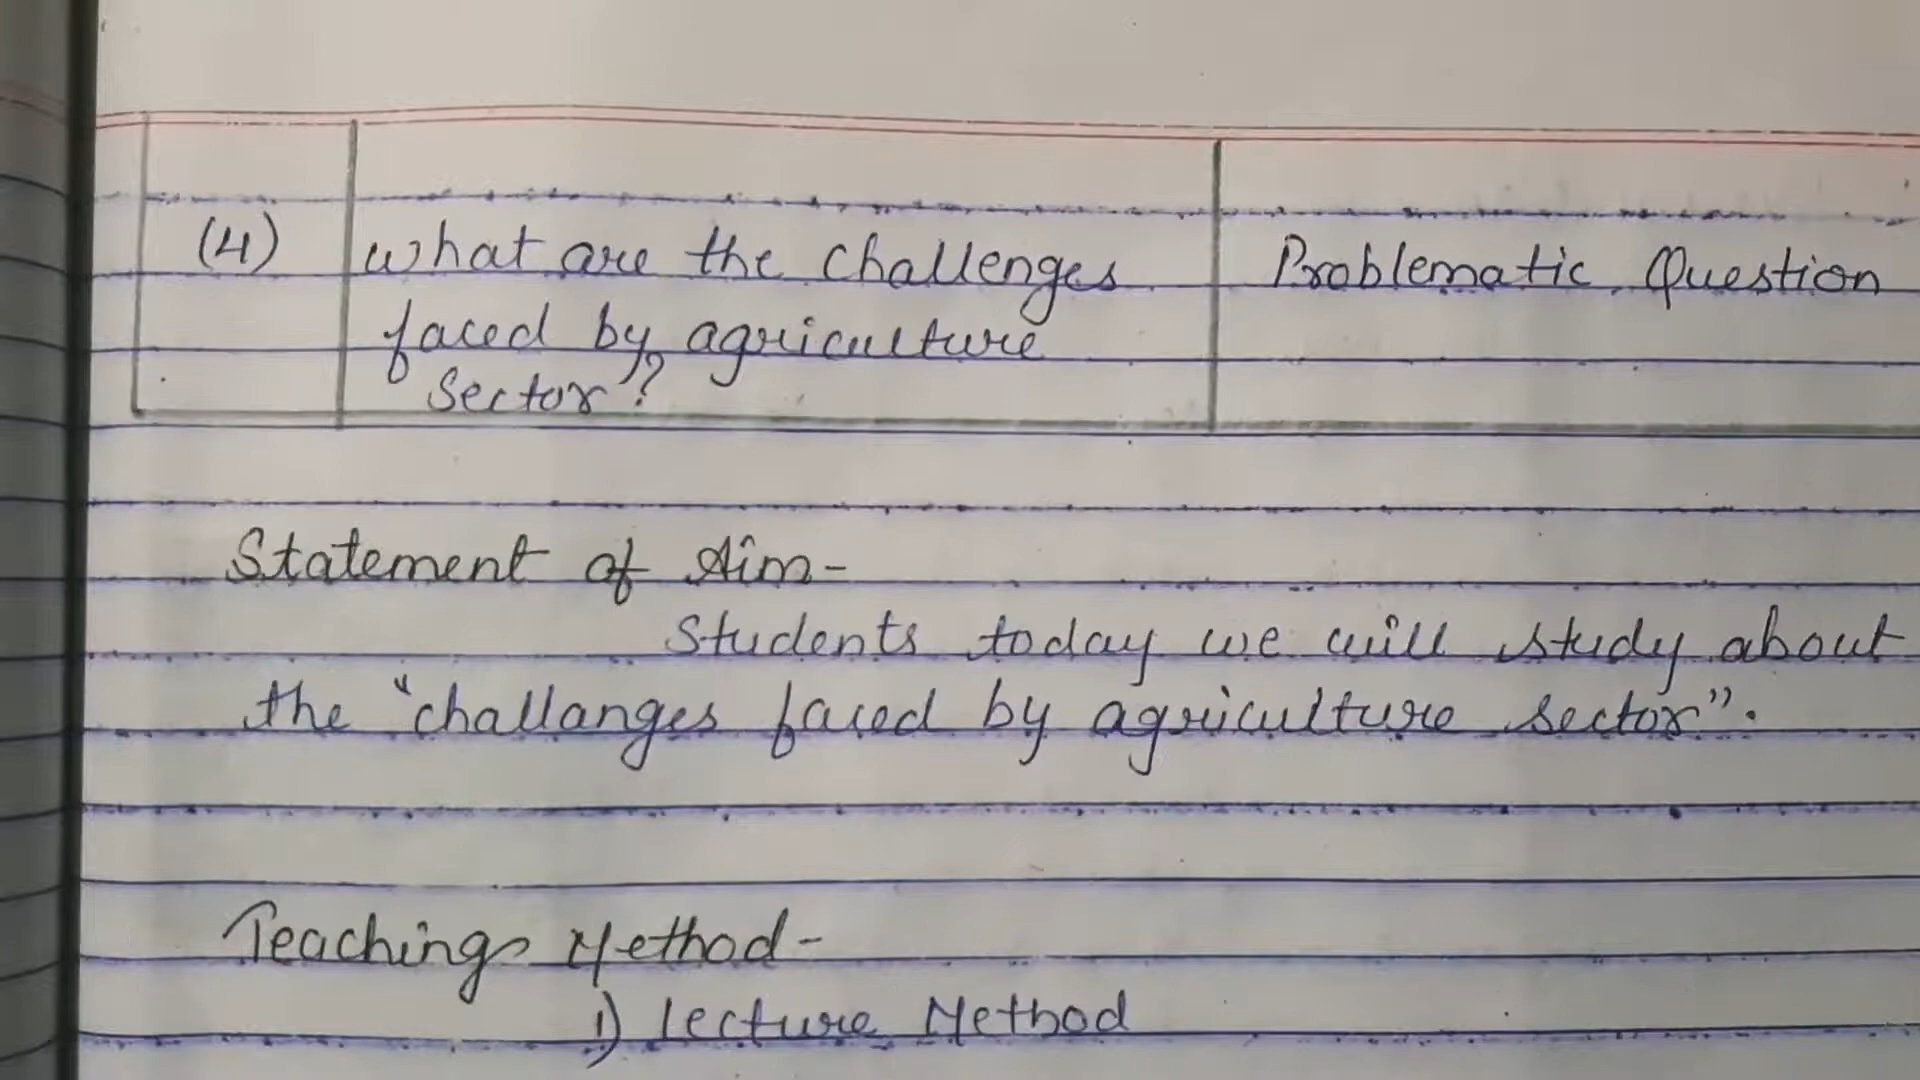 (4) What are the challenges Problematic Question
faced by agriculture
Sector?
Statement of Aim-
Students today we will study about
the "challanges faced by agriculture sector".
Teaching Method-
1) Lecture Method